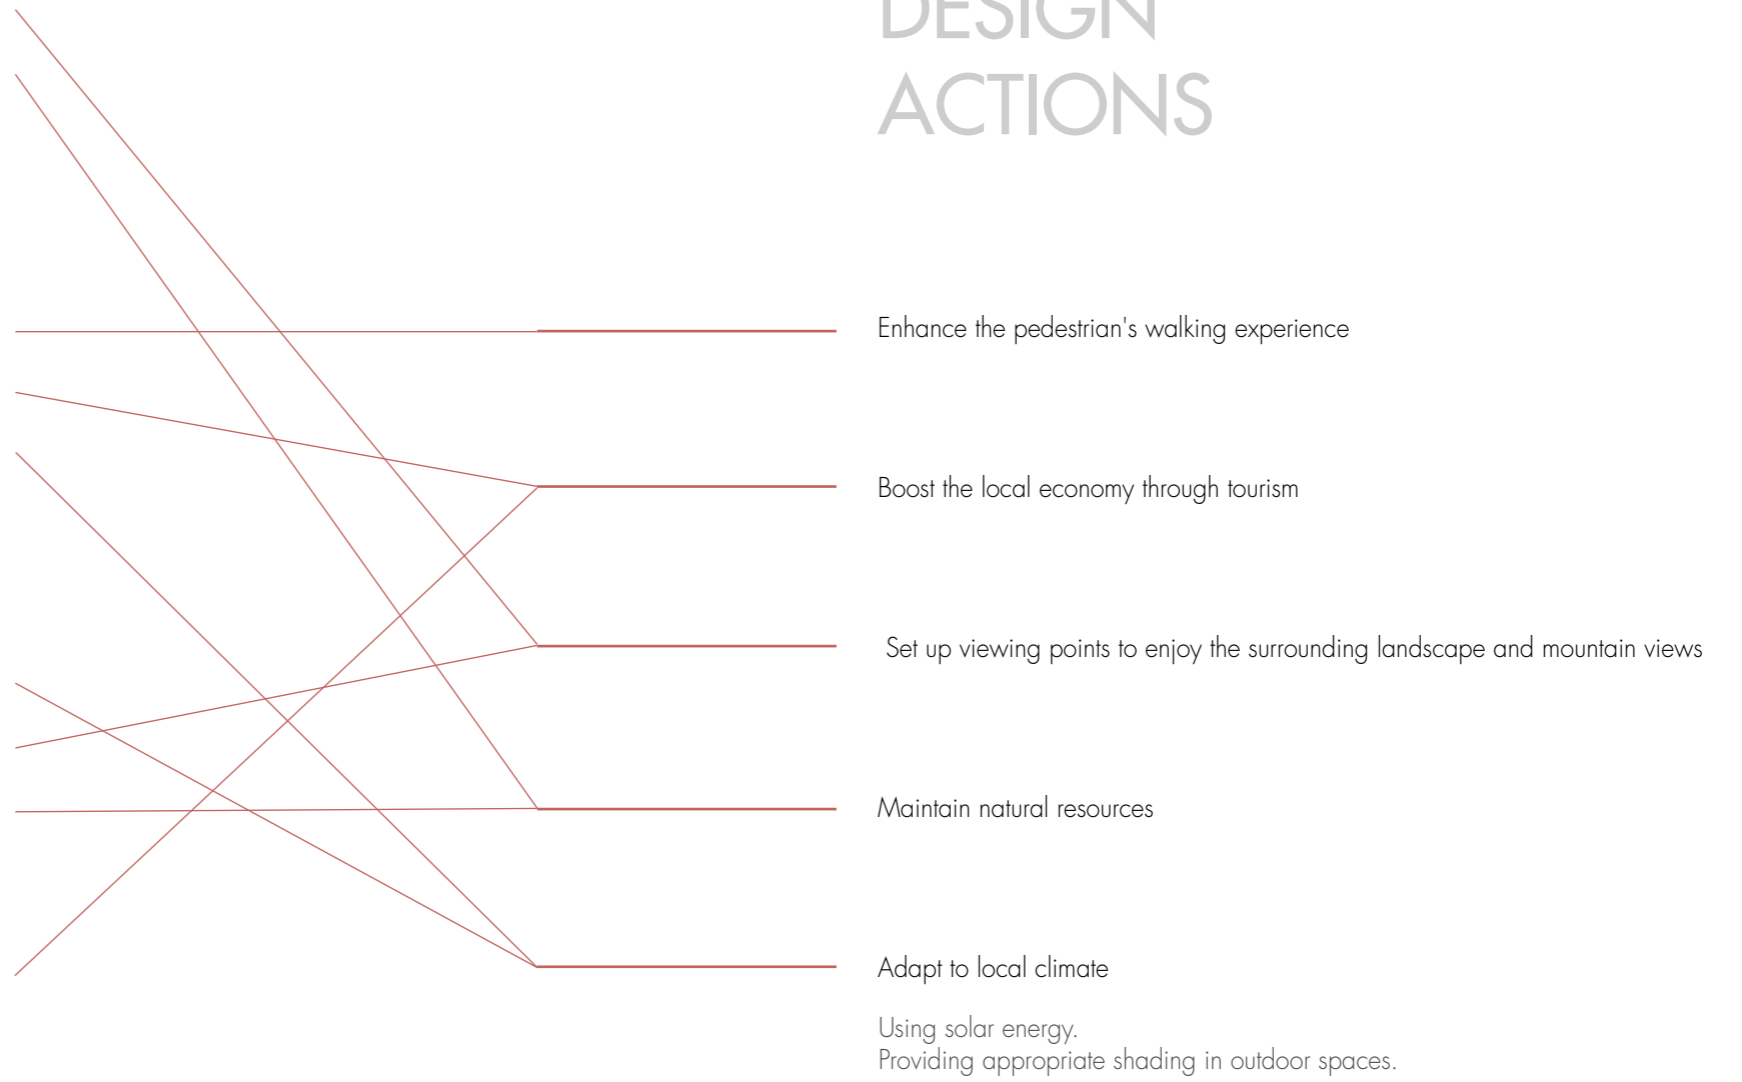 DESIGN
ACTIONS
Enhance the pedestrian's walking experience
Boost the local economy through tourism
Set up viewing points to enjoy the surrounding landscape and mountain views
Maintain natural resources
Adapt to local climate
Using solar energy.
Providing appropriate shading in outdoor spaces.